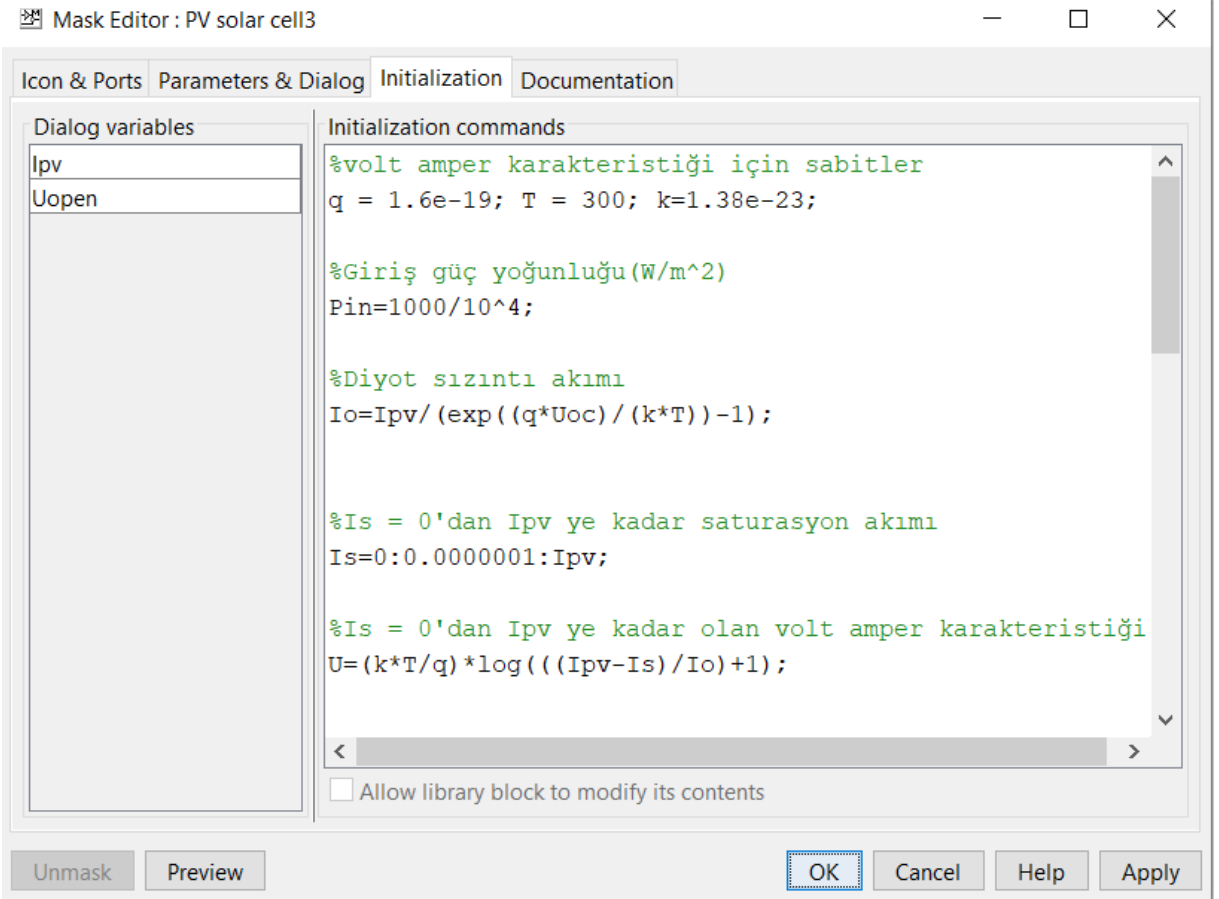 Mask Editor : PV solar cell3
Icon & Ports Parameters & Dialog Initialization Documentation
Dialog variables
Ipv
Uopen
Initialization commands
%volt amper karakteristiği için sabitler
q = 1.6e-19; T = 300; k=1.38e-23;
%Giriş güç yoğunluğu(W/m^2)
Pin=1000/10^4;
%Diyot sızıntı akımı
Io=Ipv/(exp((q*Uoc)/(k*T))-1);
%Is = 0'dan Ipv ye kadar saturasyon akımı
Is=0:0.0000001:Ipv;
%Is = 0'dan Ipv ye kadar olan volt amper karakteristiği
U=(k*T/q)*log(((Ipv-Is)/Io)+1);
Allow library block to modify its contents
Unmask Preview OK Cancel Help Apply